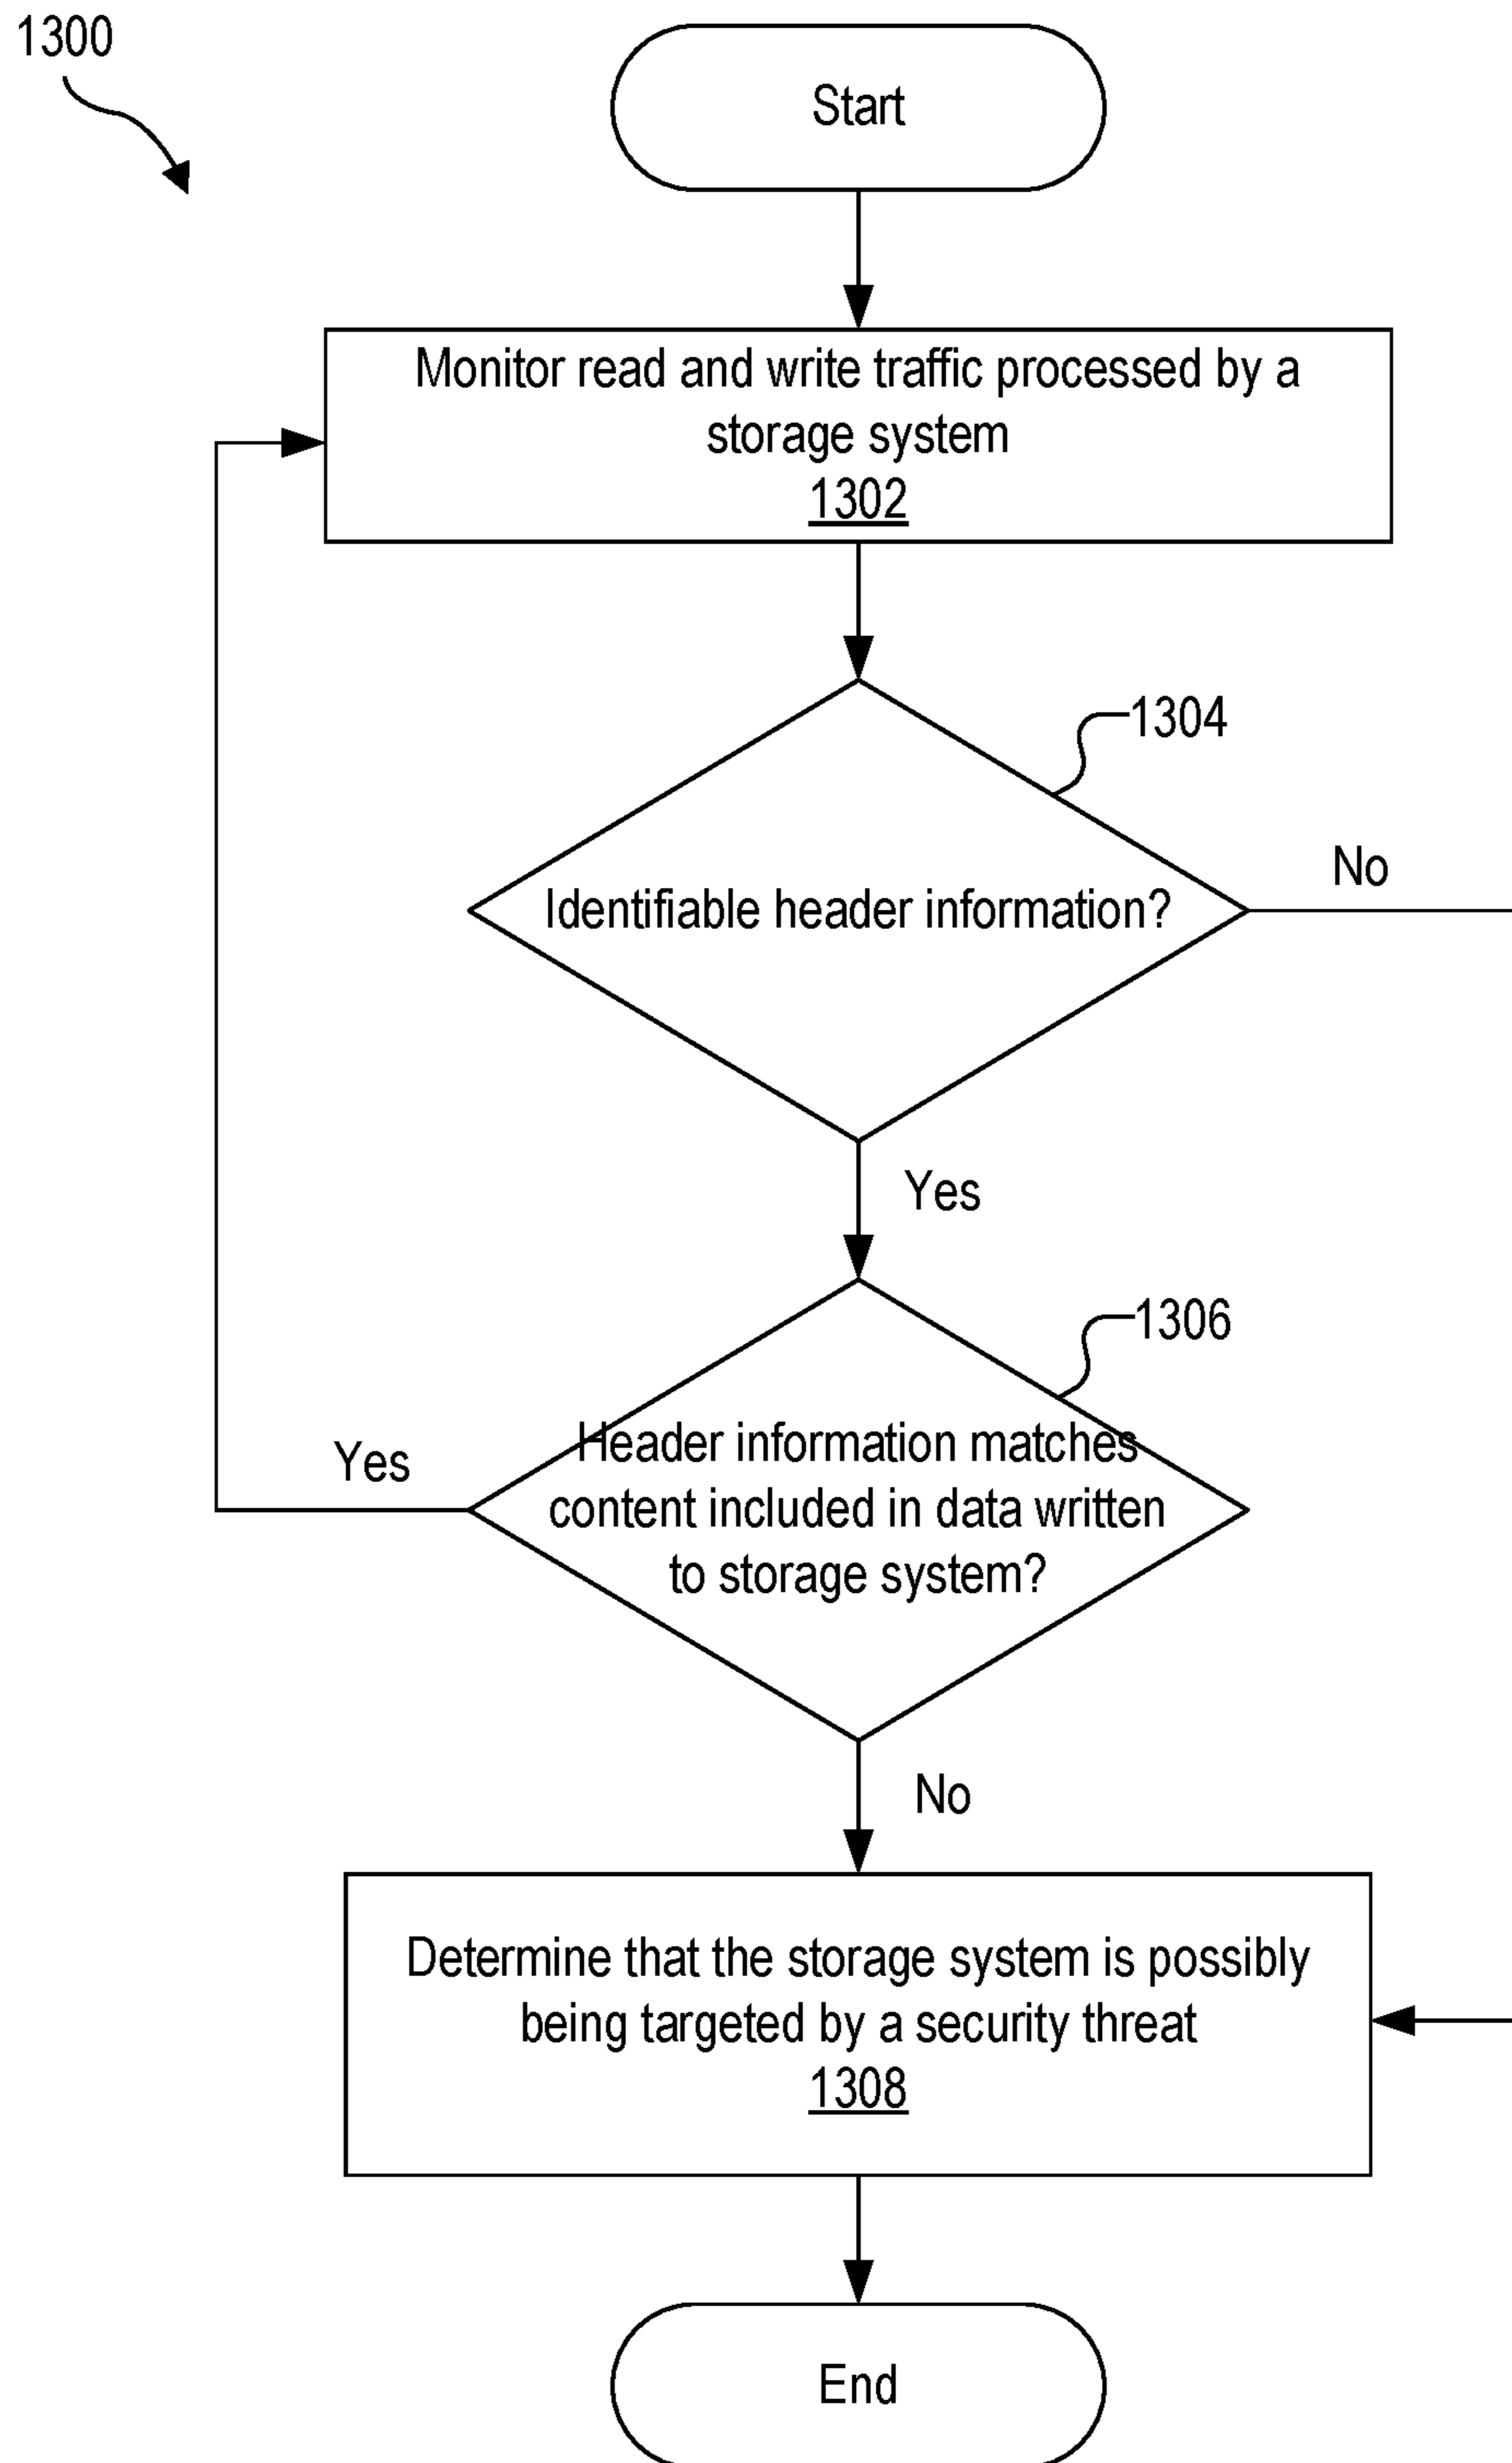 1300
Start
Monitor read and write traffic processed by a
storage system
1302
1304
Identifiable header information?
No
Yes
1306
Header information matches
content included in data written
to storage system?
Yes
No
Determine that the storage system is possibly
being targeted by a security threat
1308
End